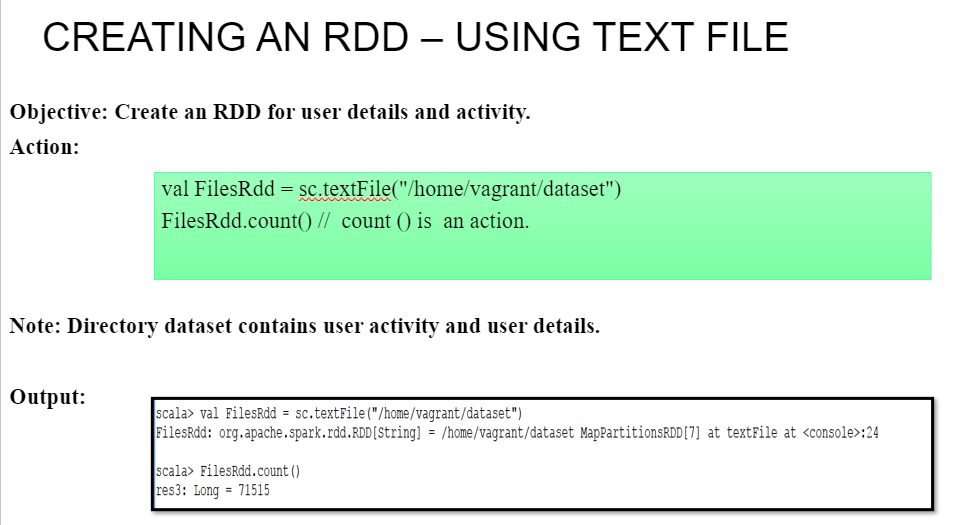 CREATING AN RDD – USING TEXT FILE
Objective: Create an RDD for user details and activity.
Action:
val FilesRdd = sc.textFile("/home/vagrant/dataset")
FilesRdd.count() // count () is an action.
Note: Directory dataset contains user activity and user details.
Output:
scala> val FilesRdd = sc.textFile("/home/vagrant/dataset")
FilesRdd: org.apache.spark.rdd.RDD[String] = /home/vagrant/dataset MapPartitionsRDD[7] at textFile at <console>:24
scala> FilesRdd.count()
res3: Long = 71515